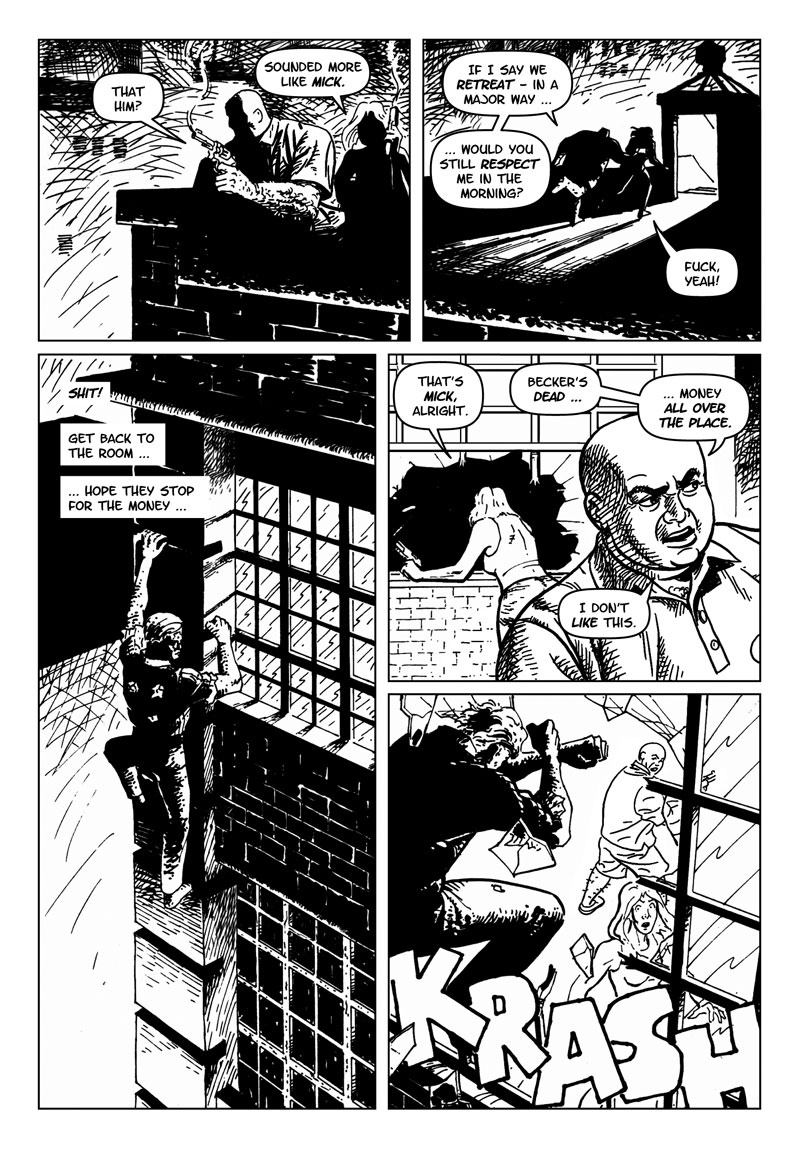 THAT
HIM?
SOUNDED MORE
LIKE MICK.
IF I SAY WE
RETREAT – IN A
MAJOR WAY ...
... WOULD YOU
STILL RESPECT
ME IN THE
MORNING?
FUCK,
YEAH!
SHIT!
GET BACK TO
THE ROOM ...
... HOPE THEY STOP
FOR THE MONEY ...
THAT'S
MICK,
ALRIGHT.
BECKER'S
DEAD ...
... MONEY
ALL OVER
THE PLACE.
I DON'T
LIKE THIS.
KRASH